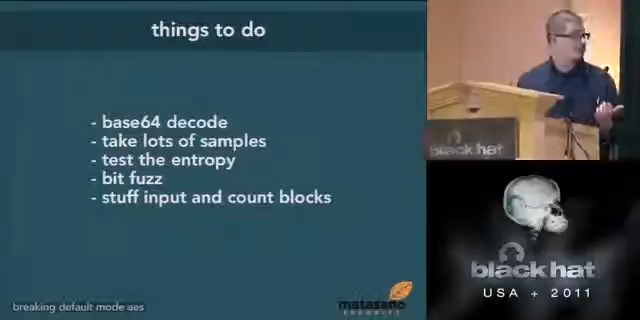 things to do
- base64 decode
- take lots of samples
- test the entropy
- bit fuzz
- stuff input and count blocks
breaking default mode aes
matasano
SECURITY
black hat
black hat
USA + 2011